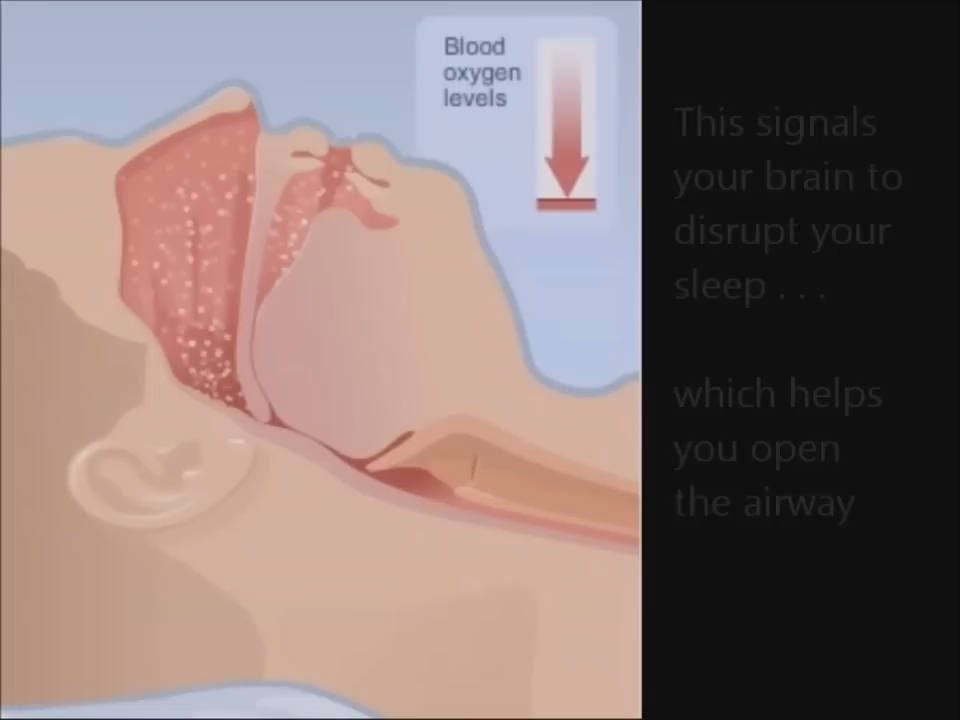 Blood
oxygen
levels
This signals
your brain to
disrupt your
sleep . . .
which helps
you open
the airway